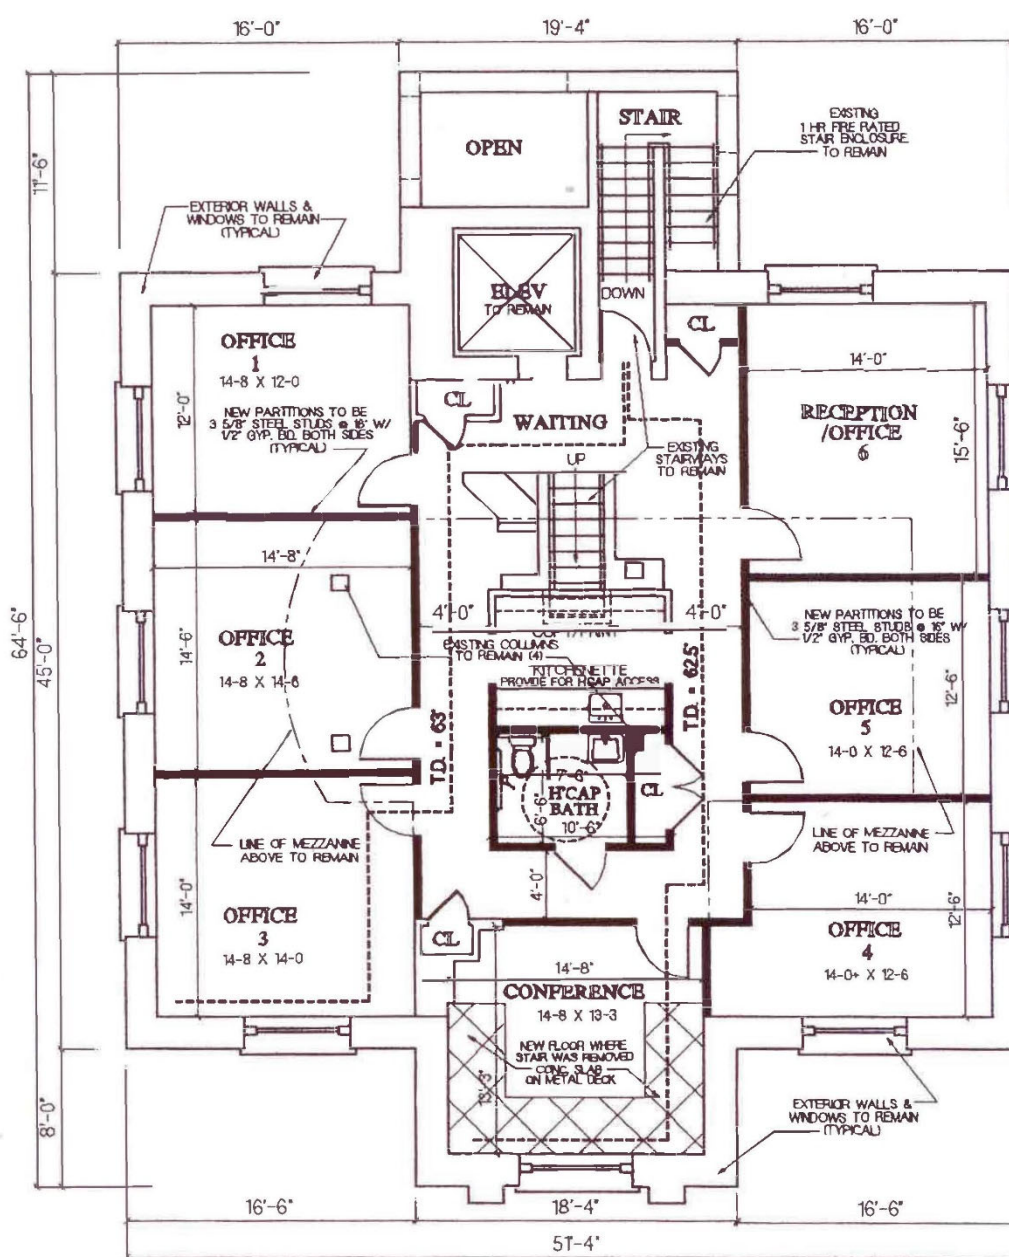 16'-0"
19'-4"
16'-0"
STAIR
OPEN
EXISTING
1 HR FIRE RATED
STAIR ENCLOSURE
TO REMAIN
11'-6"
EXTERIOR WALLS &
WINDOWS TO REMAIN
(TYPICAL)
ELEV
TO REMAIN
DOWN
CL
OFFICE
1
14-8 X 12-0
12'-0"
NEW PARTITIONS TO BE
3 5/8" STEEL STUDS @ 16" W/
1/2" GYP. BD. BOTH SIDES
(TYPICAL)
CL
WAITING
UP
EXISTING
STAIRWAYS
TO REMAIN
14'-0"
RECEPTION
/OFFICE
6
15'-6"
64'-6"
45'-0"
14'-8"
14'-6"
OFFICE
2
14-8 X 14-6
4'-0"
4'-0"
EXISTING COLUMNS
TO REMAIN (4)
KITCHENETTE
PROVIDE FOR H'CAP ACCESS
T.D. = 63'
T.D. = 62.5'
NEW PARTITIONS TO BE
3 5/8" STEEL STUDS @ 16" W/
1/2" GYP. BD. BOTH SIDES
(TYPICAL)
12'-6"
OFFICE
5
14-0 X 12-6
H'CAP
BATH
6'-6"
10'-6"
CL
LINE OF MEZZANINE
ABOVE TO REMAIN
LINE OF MEZZANINE
ABOVE TO REMAIN
14'-0"
OFFICE
3
14-8 X 14-0
4'-0"
CL
14'-0"
12'-6"
OFFICE
4
14-0+ X 12-6
14'-8"
CONFERENCE
14-8 X 13-3
NEW FLOOR WHERE
STAIR WAS REMOVED
CONC. SLAB
ON METAL DECK
13'-3"
8'-0"
EXTERIOR WALLS &
WINDOWS TO REMAIN
(TYPICAL)
16'-6"
18'-4"
16'-6"
51'-4"